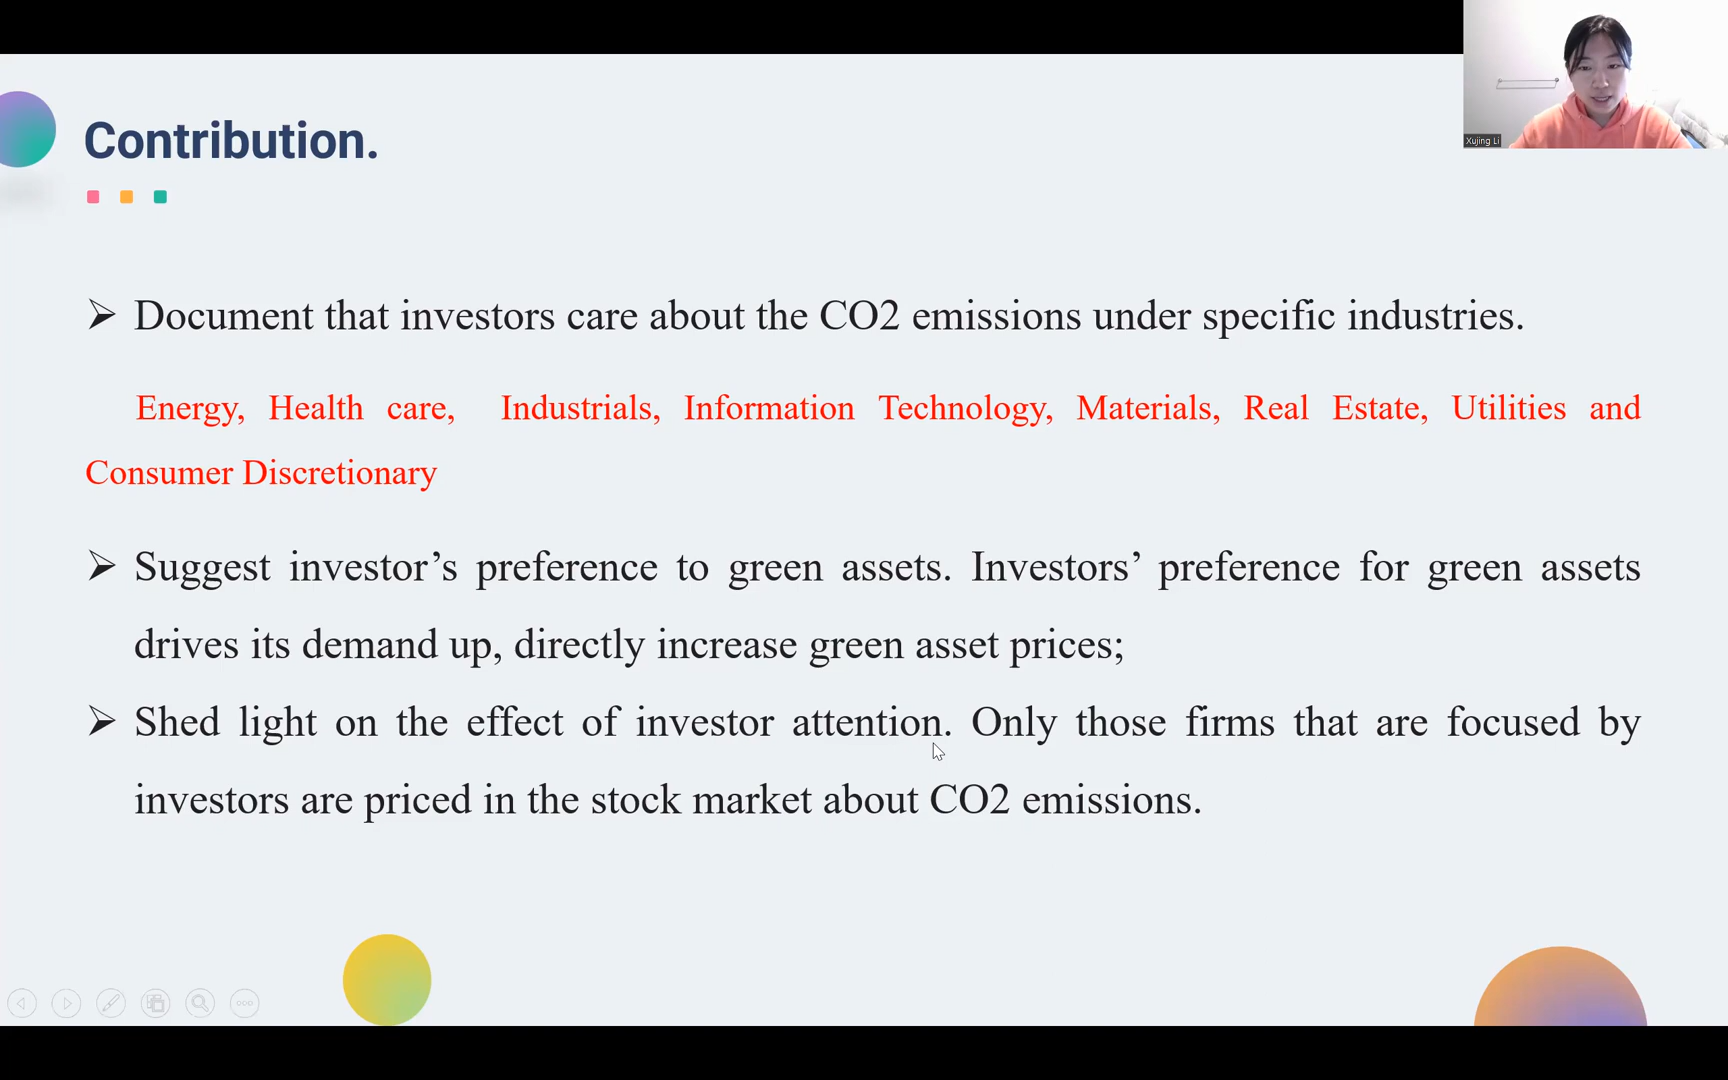 Xujing Li
Contribution.
➢ Document that investors care about the CO2 emissions under specific industries.
Energy, Health care, Industrials, Information Technology, Materials, Real Estate, Utilities and
Consumer Discretionary
➢ Suggest investor’s preference to green assets. Investors’ preference for green assets
drives its demand up, directly increase green asset prices;
➢ Shed light on the effect of investor attention. Only those firms that are focused by
investors are priced in the stock market about CO2 emissions.